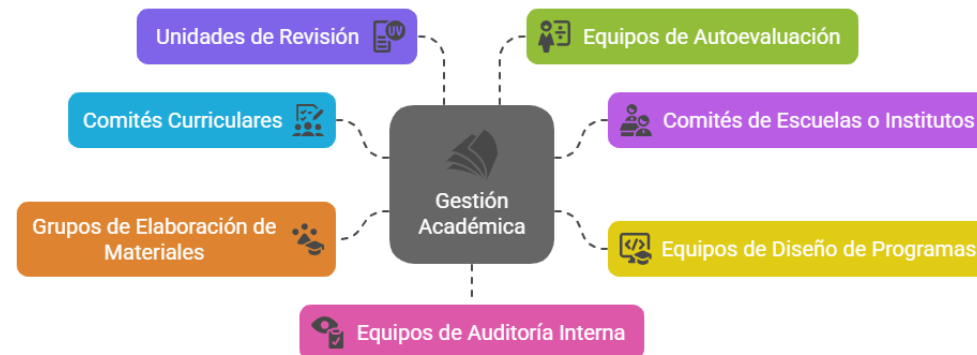 Unidades de Revisión
Equipos de Autoevaluación
Comités Curriculares
Comités de Escuelas o Institutos
Gestión
Académica
Grupos de Elaboración de
Materiales
Equipos de Diseño de Programas
Equipos de Auditoría Interna